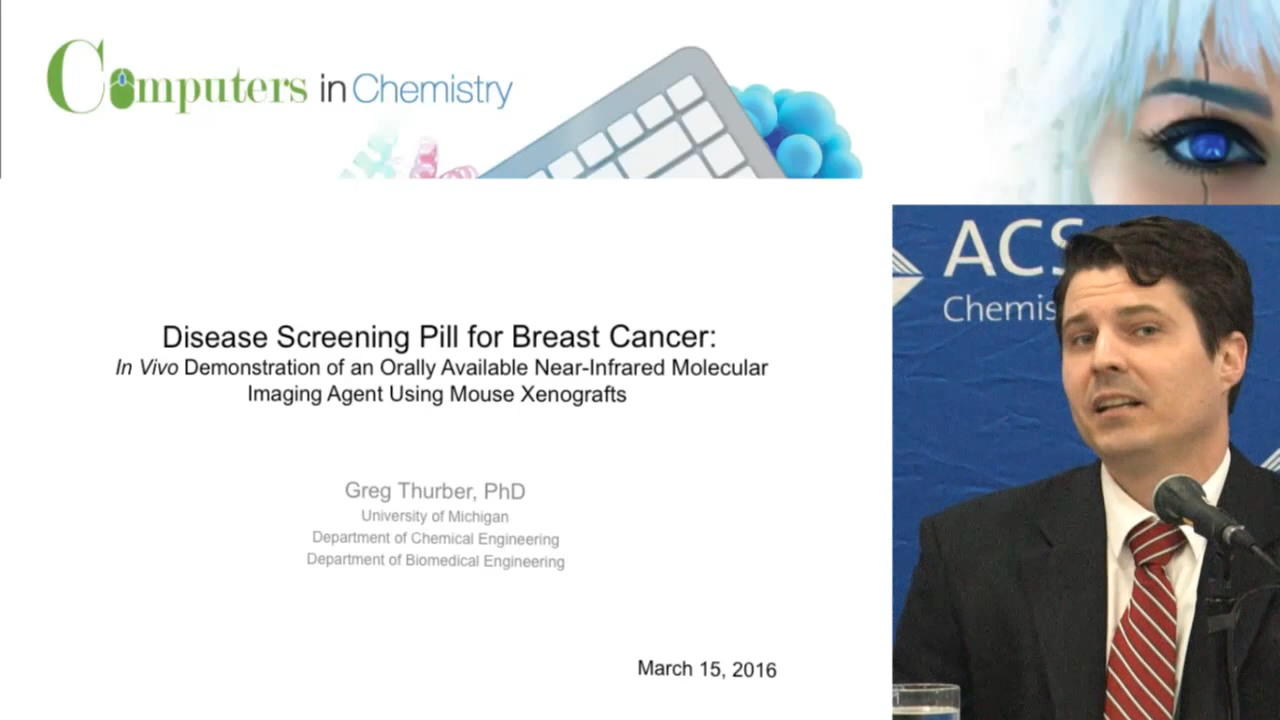 Computers in Chemistry
Disease Screening Pill for Breast Cancer:
In Vivo Demonstration of an Orally Available Near-Infrared Molecular
Imaging Agent Using Mouse Xenografts
Greg Thurber, PhD
University of Michigan
Department of Chemical Engineering
Department of Biomedical Engineering
March 15, 2016
ACS
Chemis